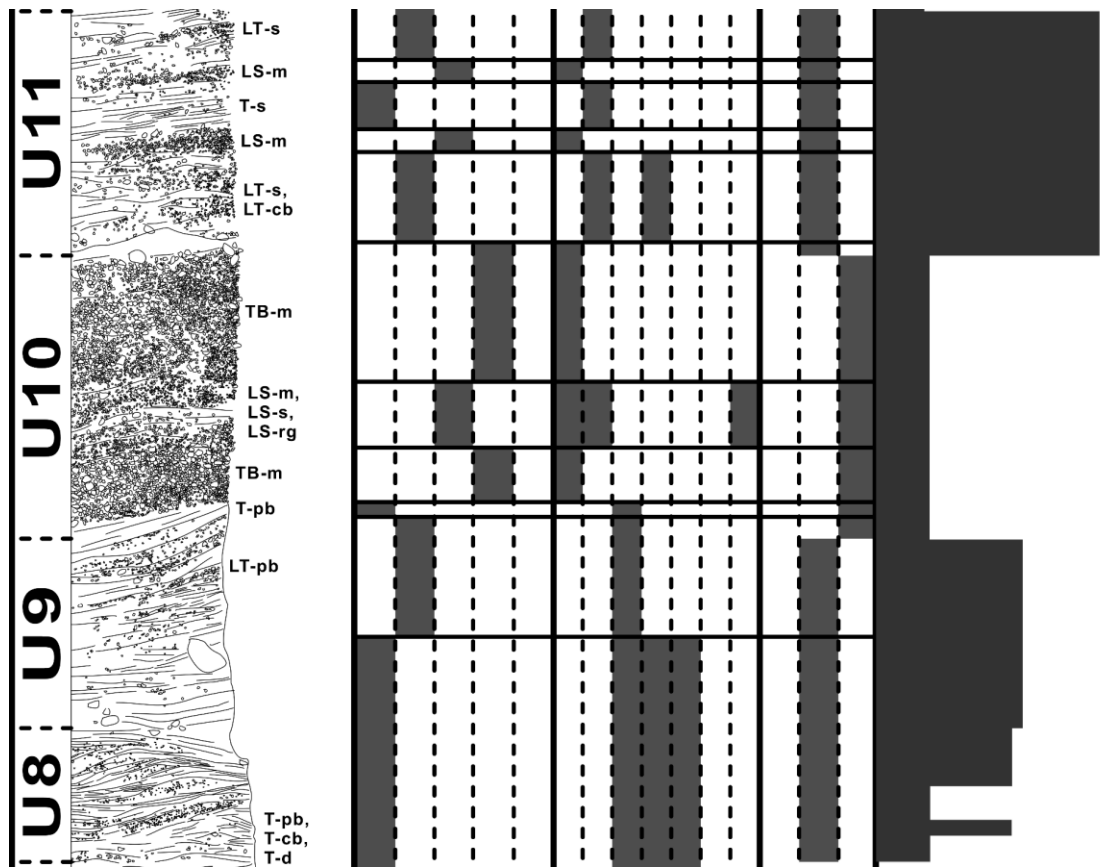 U11
LT-s
LS-m
T-s
LS-m
LT-s,
LT-cb
U10
TB-m
LS-m,
LS-s,
LS-rg
TB-m
T-pb
U9
LT-pb
U8
T-pb,
T-cb,
T-d